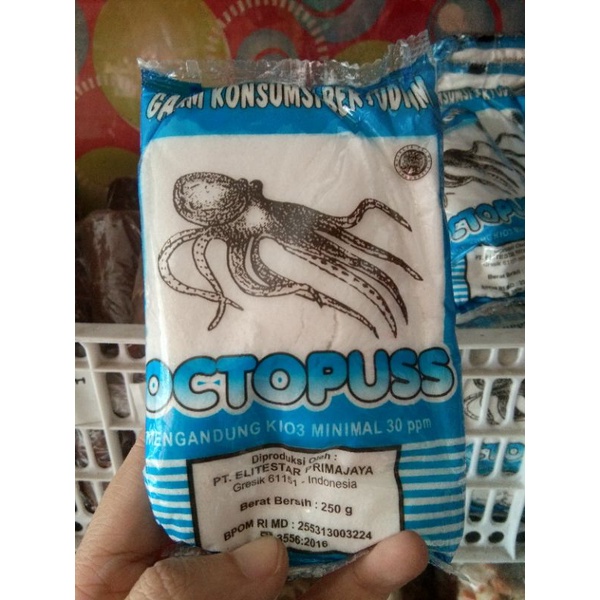 GARAM KONSUMSI BERYODIUM
OCTOPUSS
MENGANDUNG KIO3 MINIMAL 30 ppm
Diproduksi Oleh :
PT. ELITESTAR PRIMAJAYA
Gresik 61151 - Indonesia
Berat Bersih : 250 g
BPOM RI MD : 255313003224
3556:2016